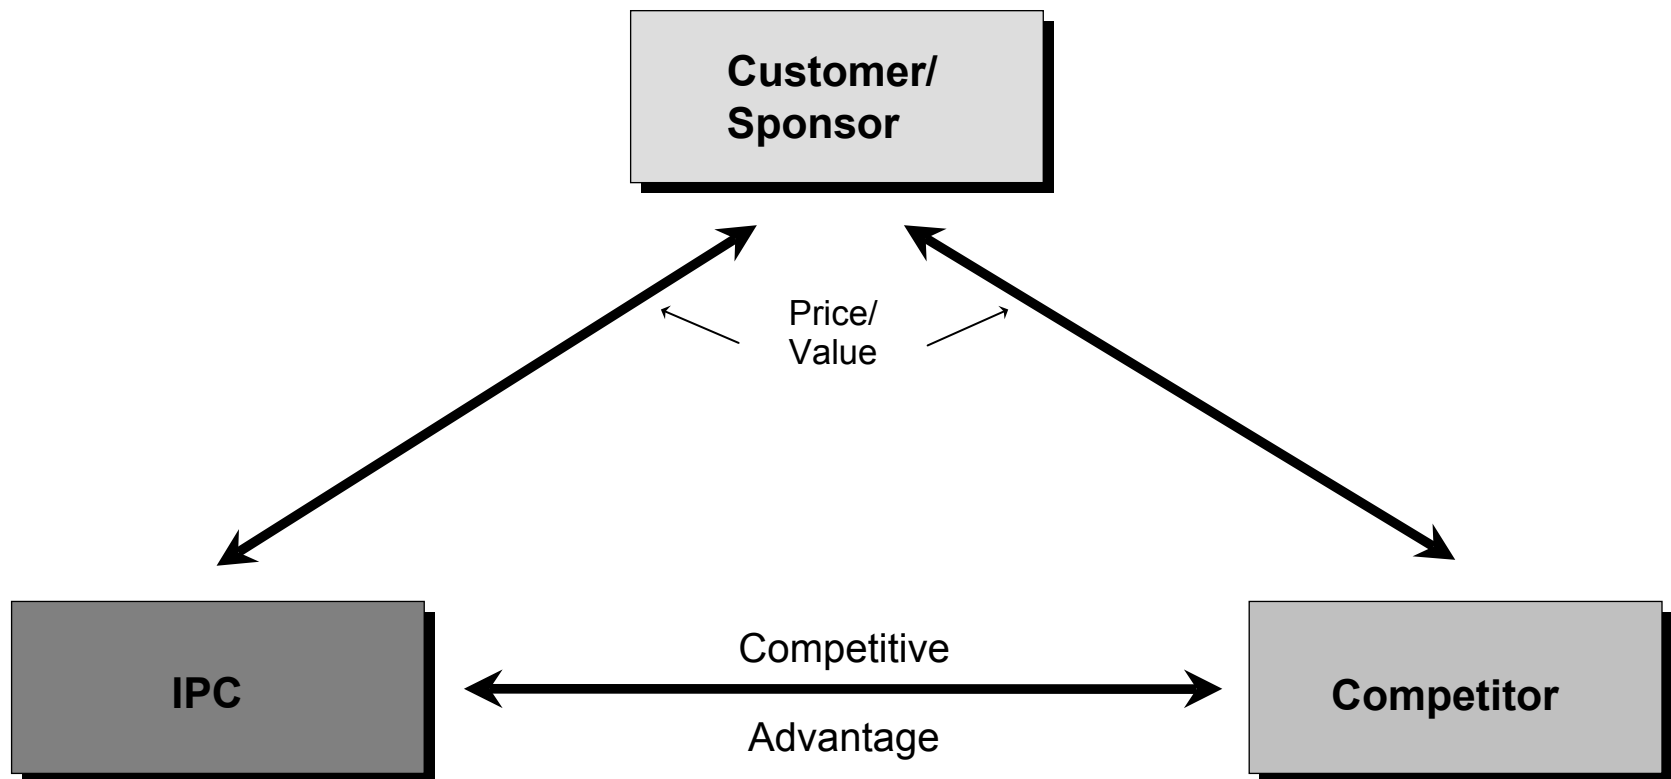 Customer/
Sponsor
Price/
Value
Competitive
IPC
Competitor
Advantage